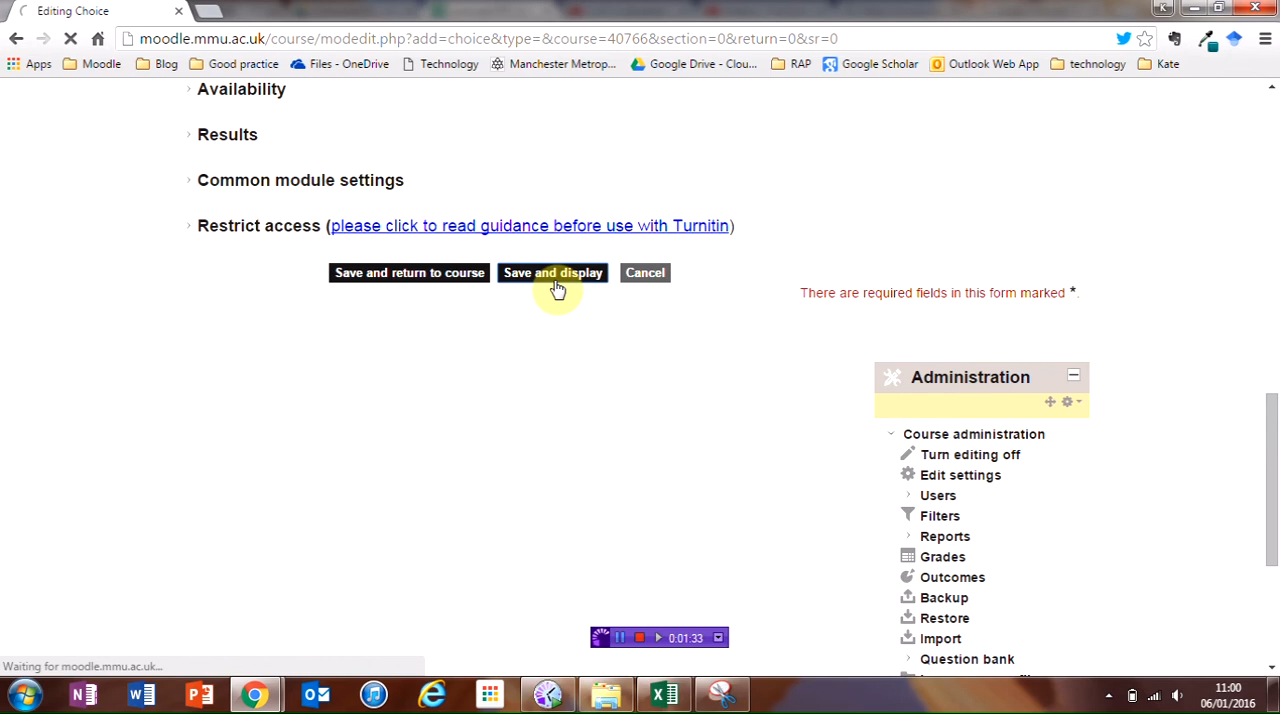 Editing Choice
moodle.mmu.ac.uk/course/modedit.php?add=choice&type=&course=40766&section=0&return=0&sr=0
Apps Moodle Blog Good practice Files - OneDrive Technology Manchester Metrop... Google Drive - Clou... RAP Google Scholar Outlook Web App technology Kate
Availability
Results
Common module settings
Restrict access (please click to read guidance before use with Turnitin)
Save and return to course Save and display Cancel
There are required fields in this form marked *.
Administration
Course administration
Turn editing off
Edit settings
Users
Filters
Reports
Grades
Outcomes
Backup
Restore
Import
Question bank
0:01:33
Waiting for moodle.mmu.ac.uk...
11:00
06/01/2016